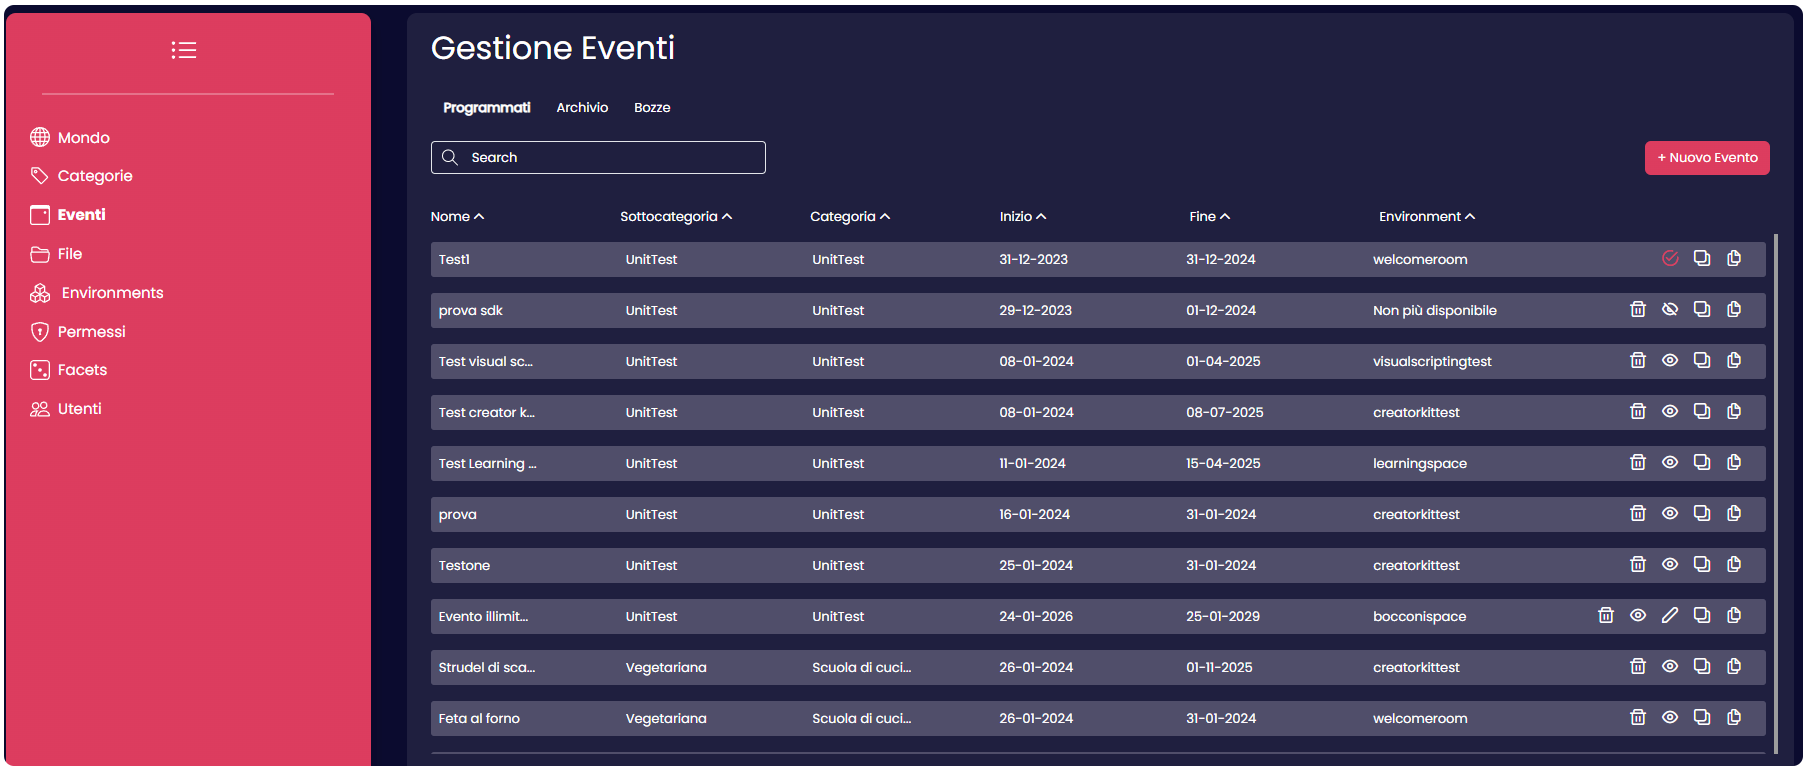 Mondo
Categorie
Eventi
File
Environments
Permessi
Facets
Utenti
Gestione Eventi
Programmati Archivio Bozze
Search
+ Nuovo Evento
Nome Sottocategoria Categoria Inizio Fine Environment
Test1 UnitTest UnitTest 31-12-2023 31-12-2024 welcomeroom
prova sdk UnitTest UnitTest 29-12-2023 01-12-2024 Non più disponibile
Test visual sc... UnitTest UnitTest 08-01-2024 01-04-2025 visualscriptingtest
Test creator k... UnitTest UnitTest 08-01-2024 08-07-2025 creatorkittest
Test Learning ... UnitTest UnitTest 11-01-2024 15-04-2025 learningspace
prova UnitTest UnitTest 16-01-2024 31-01-2024 creatorkittest
Testone UnitTest UnitTest 25-01-2024 31-01-2024 creatorkittest
Evento illimit... UnitTest UnitTest 24-01-2026 25-01-2029 bocconispace
Strudel di sca... Vegetariana Scuola di cuci... 26-01-2024 01-11-2025 creatorkittest
Feta al forno Vegetariana Scuola di cuci... 26-01-2024 31-01-2024 welcomeroom